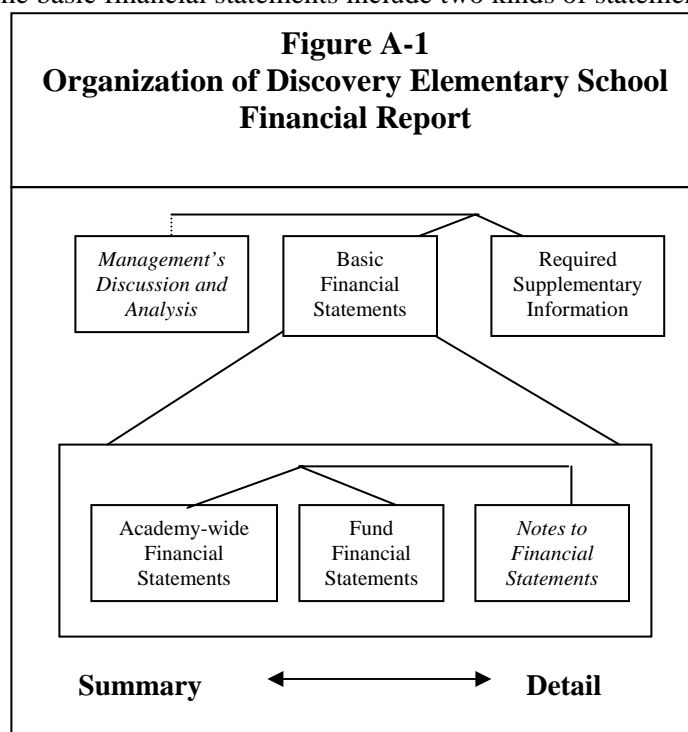 basic financial statements include two kinds of
Figure A-1
Organization of Discovery Elementary School
Financial Report
Management's
Discussion and
Analysis
Basic
Financial
Statements
Required
Supplementary
Information
Academy-wide
Financial
Statements
Fund
Financial
Statements
Notes to
Financial
Statements
Summary
Detail